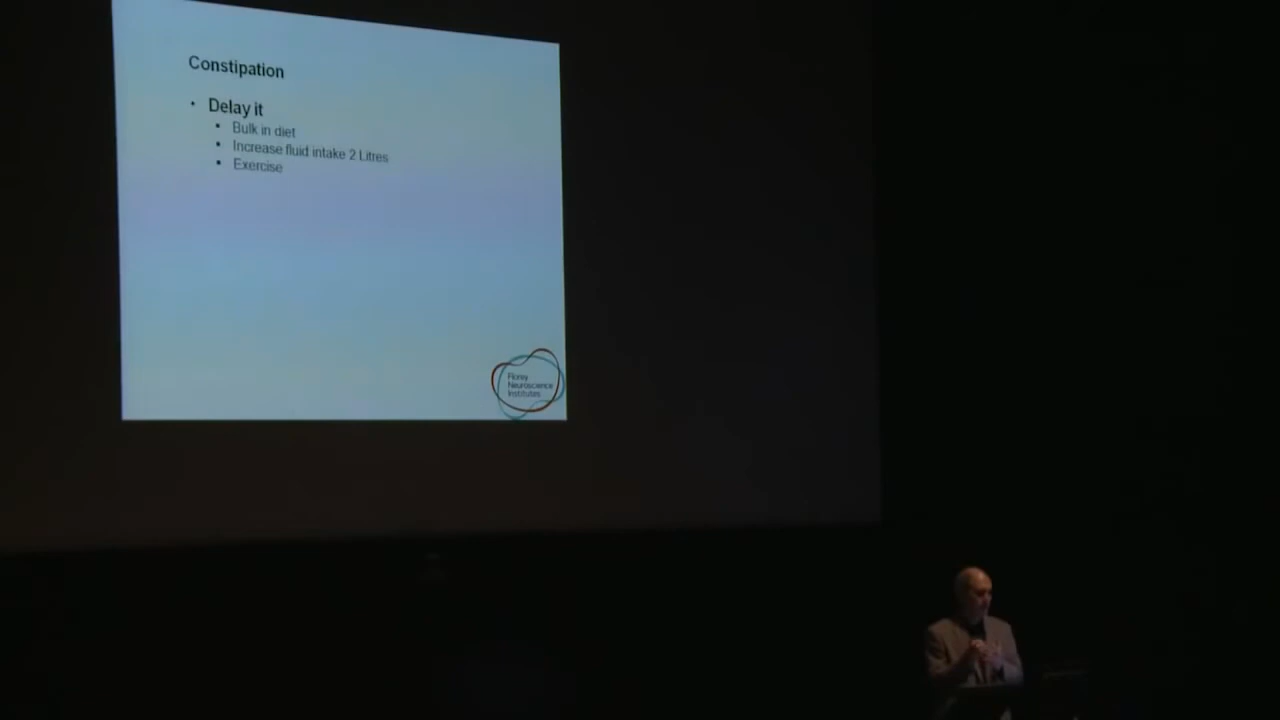 Constipation
• Delay it
• Bulk in diet
• Increase fluid intake 2 Litres
• Exercise
Florey
Neuroscience
Institutes